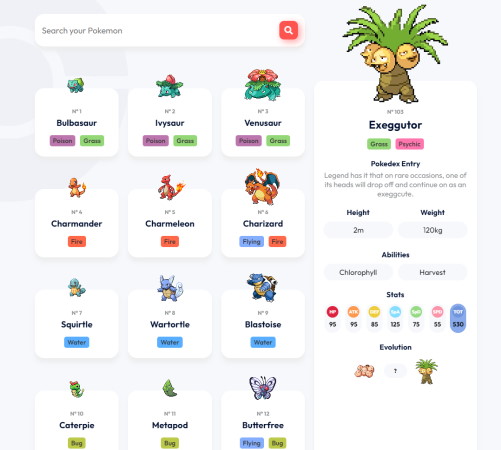 Search your Pokemon
N° 1
Bulbasaur
Poison Grass
N° 2
Ivysaur
Poison Grass
N° 3
Venusaur
Poison Grass
N° 4
Charmander
Fire
N° 5
Charmeleon
Fire
N° 6
Charizard
Flying Fire
N° 7
Squirtle
Water
N° 8
Wartortle
Water
N° 9
Blastoise
Water
N° 10
Caterpie
Bug
N° 11
Metapod
Bug
N° 12
Butterfree
Flying Bug
N° 103
Exeggutor
Grass Psychic
Pokedex Entry
Legend has it that on rare occasions, one of
its heads will drop off and continue on as an
exeggcute.
Height Weight
2m 120kg
Abilities
Chlorophyll Harvest
Stats
HP ATK DEF SpA SpD SPD TOT
95 95 85 125 75 55 530
Evolution
?